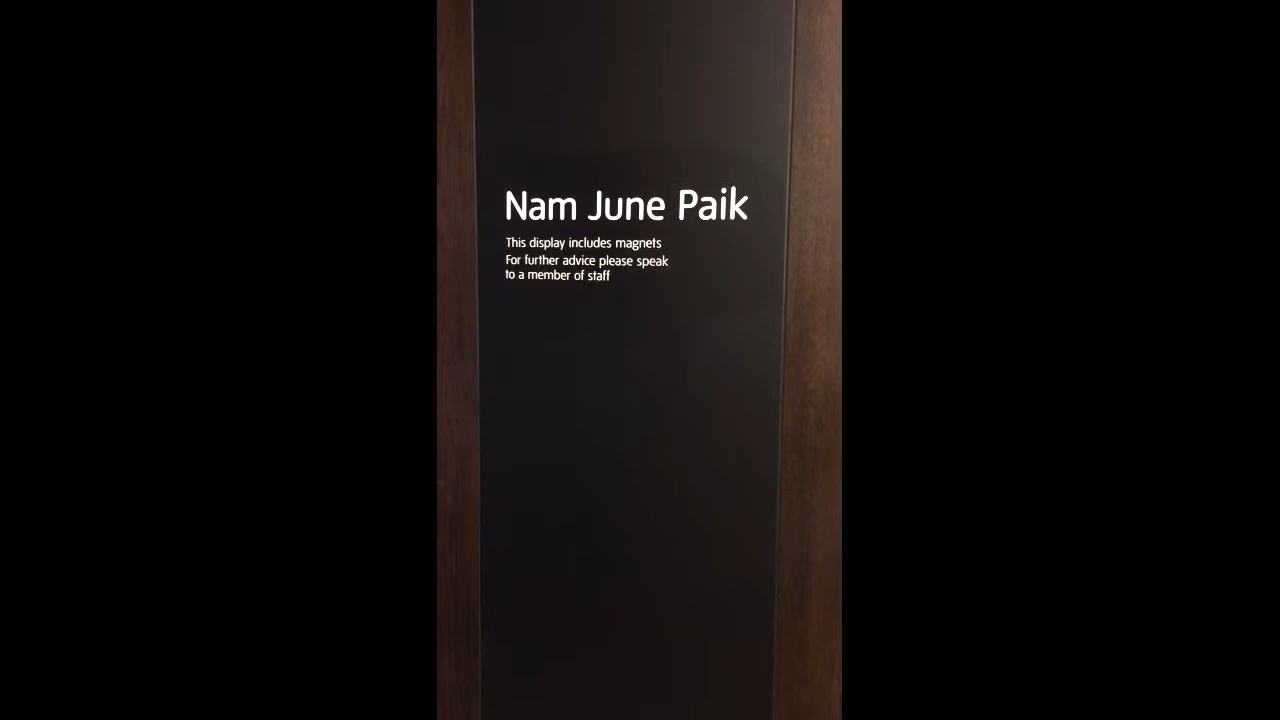 Nam June Paik
This display includes magnets
For further advice please speak
to a member of staff